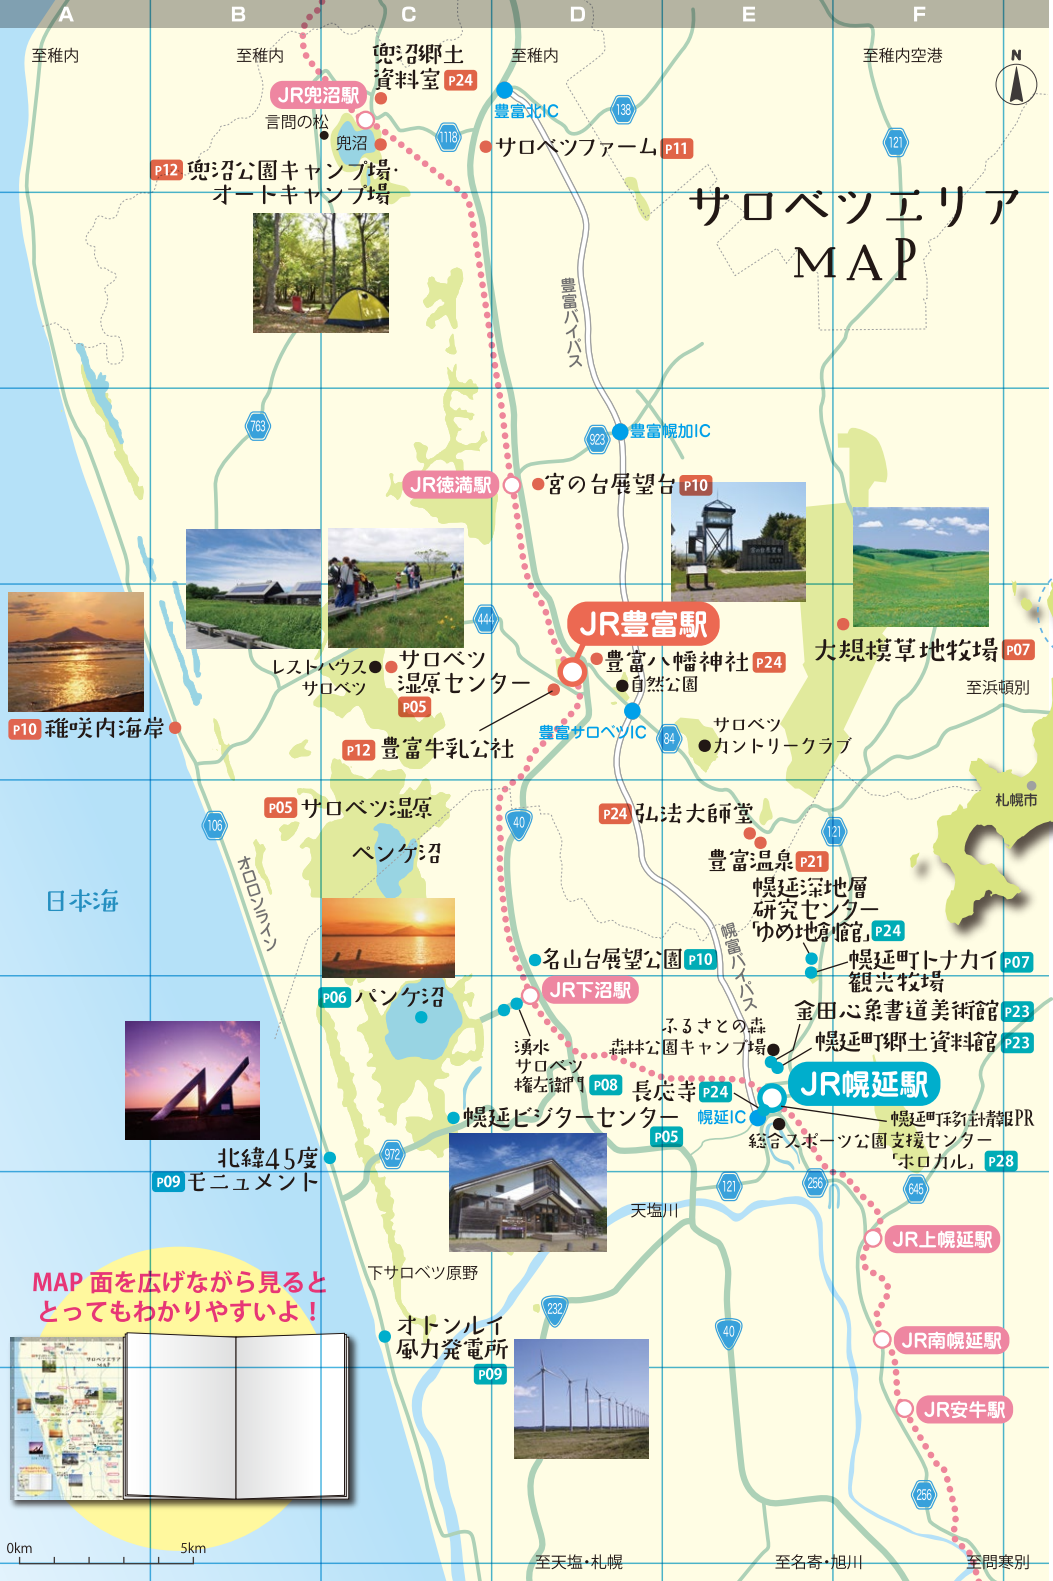 A B C D E F
至稚内
至稚内
至稚内
至稚内空港
N
兜沼郷土
資料室 P24
JR兜沼駅
豊富北IC
138
言問の松
兜沼
1118
サロベツファーム P11
121
P12 兜沼公園キャンプ場・
オートキャンプ場
サロベツエリア
MAP
豊富バイパス
763
923
豊富幌加IC
JR徳満駅
宮の台展望台 P10
444
JR豊富駅
豊富八幡神社 P24
大規模草地牧場 P07
レストハウス
サロベツ
サロベツ
湿原センター
P05
自然公園
至浜頓別
P10 稚咲内海岸
豊富サロベツIC
サロベツ
カントリークラブ
84
P12 豊富牛乳公社
P05 サロベツ湿原
106
40
P24 弘法大師堂
121
札幌市
ペンケ沼
豊富温泉 P21
オロロンライン
日本海
幌延深地層
研究センター
「ゆめ地創館」 P24
幌富バイパス
名山台展望公園 P10
幌延町トナカイ P07
観光牧場
JR下沼駅
P06 パンケ沼
金田心象書道美術館 P23
ふるさとの森
森林公園キャンプ場
幌延町郷土資料館 P23
湧水
サロベツ
権左衛門 P08
JR幌延駅
長応寺 P24
幌延ビジターセンター
P05
幌延IC
幌延町移住情報PR
支援センター
「ホロカル」 P28
総合スポーツ公園
972
北緯45度
P09 モニュメント
121
256
645
天塩川
JR上幌延駅
下サロベツ原野
MAP 面を広げながら見ると
とってもわかりやすいよ！
232
40
オトンルイ
風力発電所
P09
JR南幌延駅
JR安牛駅
256
0km 5km
至天塩・札幌
至名寄・旭川
至問寒別